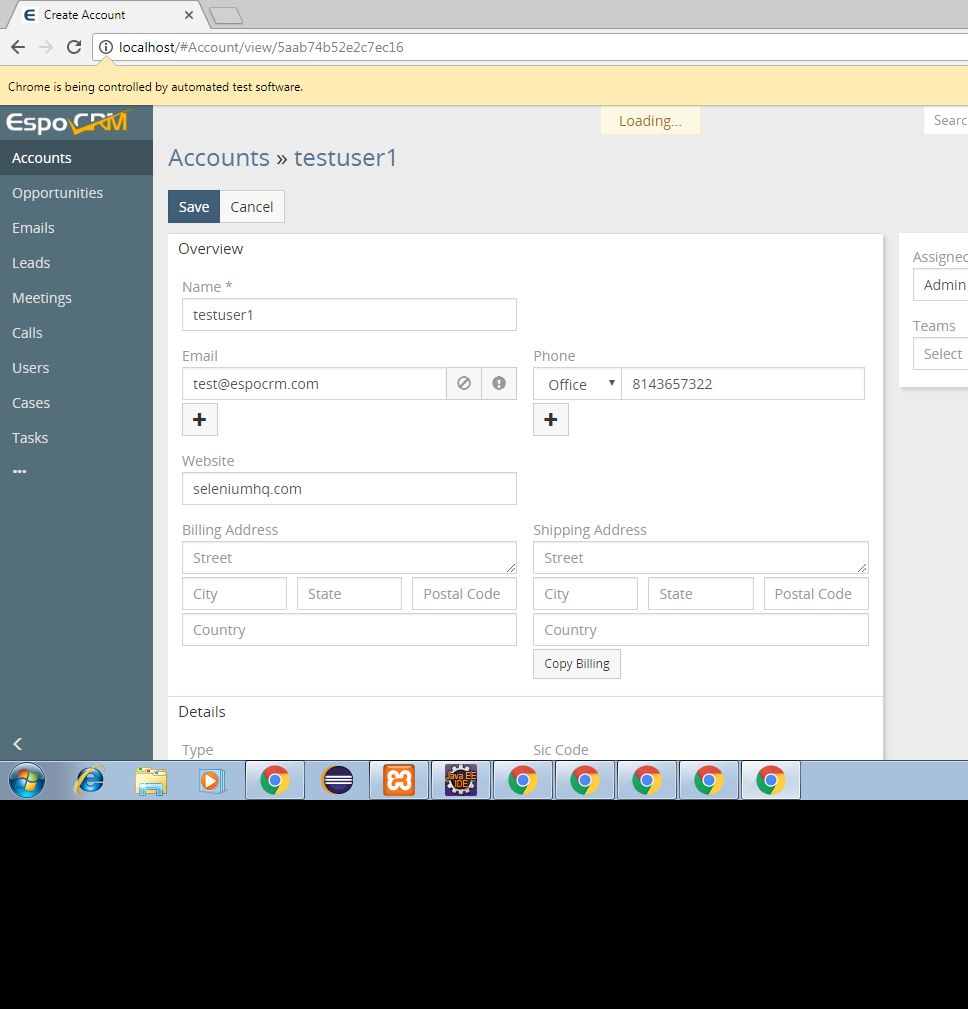 Create Account
localhost/#Account/view/5aab74b52e2c7ec16
Chrome is being controlled by automated test software.
EspoCRM
Loading...
Searc
Accounts
Opportunities
Emails
Leads
Meetings
Calls
Users
Cases
Tasks
Accounts » testuser1
Save Cancel
Overview
Name *
testuser1
Email Phone
test@espocrm.com Office 8143657322
Website
seleniumhq.com
Billing Address Shipping Address
Street Street
City State Postal Code City State Postal Code
Country Country
Copy Billing
Details
Type Sic Code
Assigned
Admin
Teams
Select
Java EE
IDE